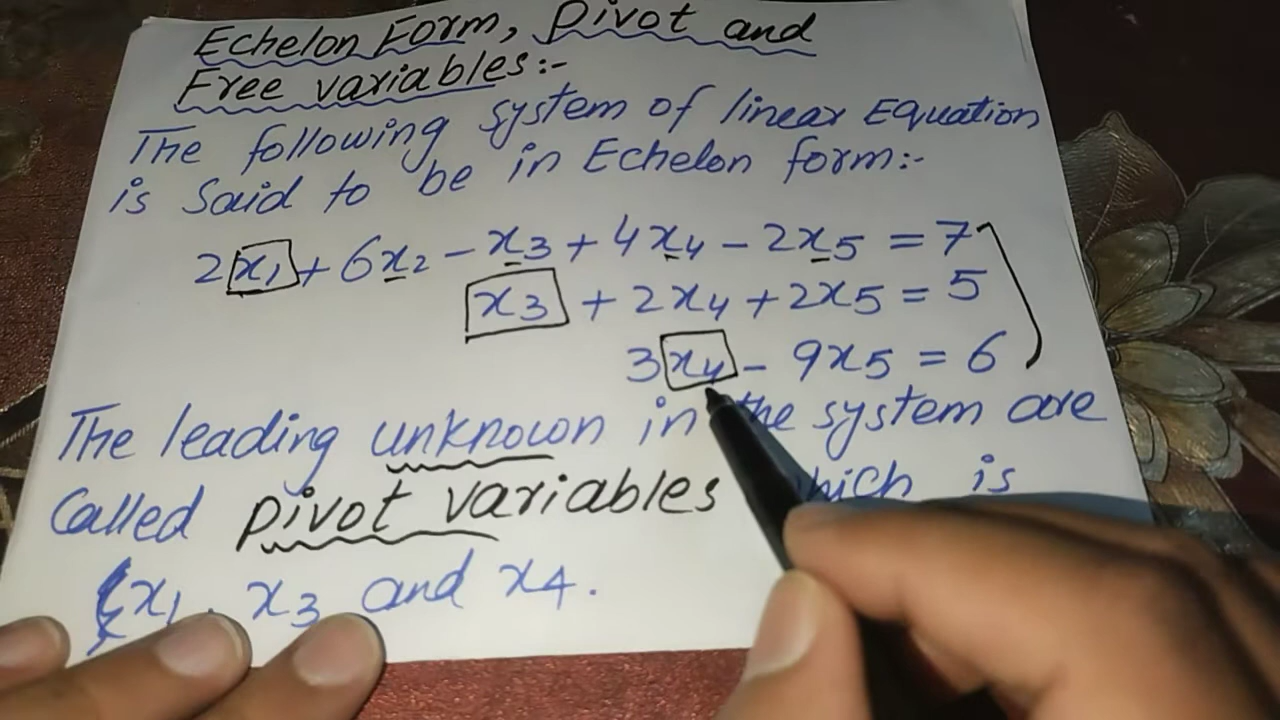 Echelon Form, Pivot and
Free variables:-
The following system of linear Equation
is Said to be in Echelon form:-
2x1 + 6x2 - x3 + 4x4 - 2x5 = 7
x3 + 2x4 + 2x5 = 5
3x4 - 9x5 = 6
The leading unknown in the system are
Called Pivot variables which is
x1, x3 and x4.